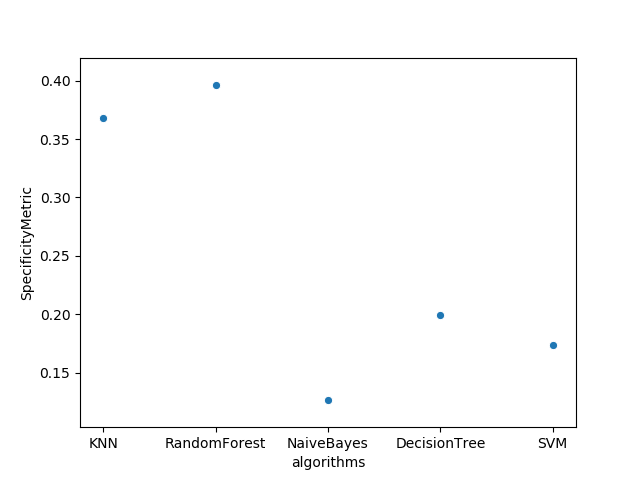 0.40
0.35
0.30
0.25
0.20
0.15
SpecificityMetric
KNN RandomForest NaiveBayes DecisionTree SVM
algorithms